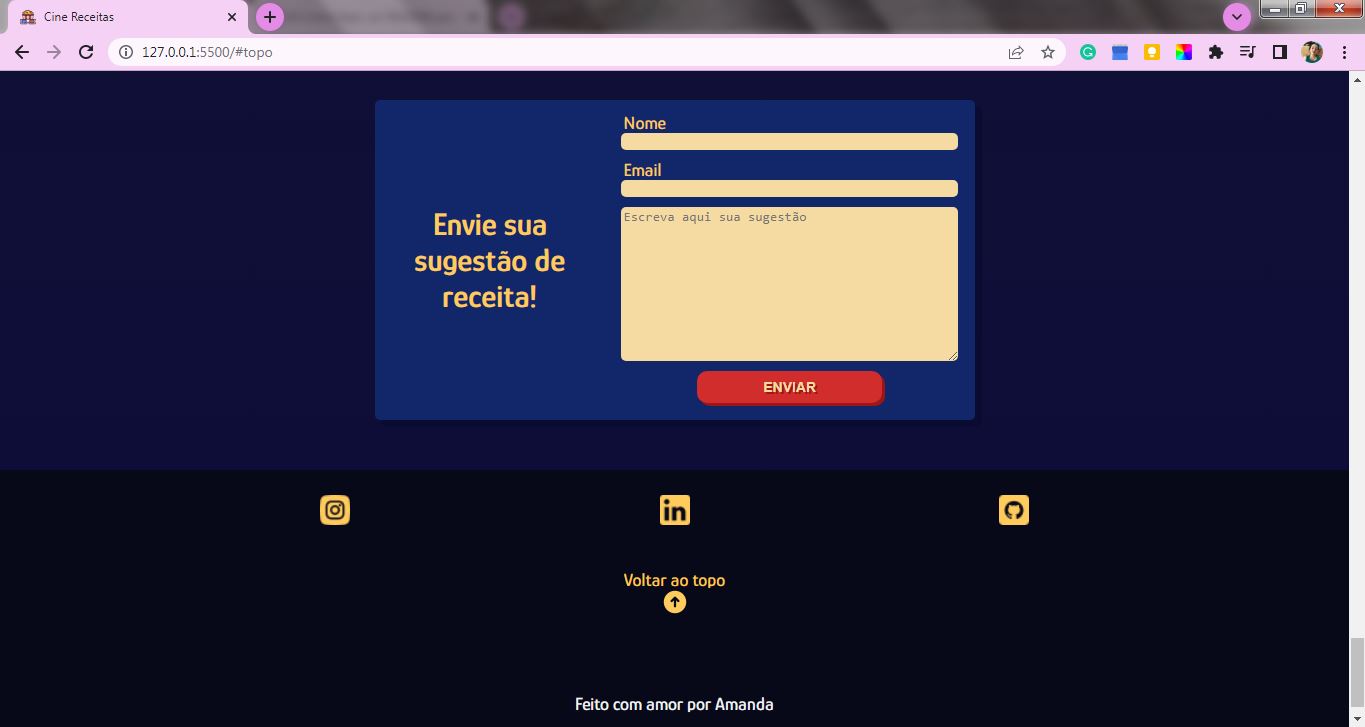 Cine Receitas
127.0.0.1:5500/#topo
Nome
Email
Escreva aqui sua sugestão
Envie sua
sugestão de
receita!
ENVIAR
in
Voltar ao topo
Feito com amor por Amanda